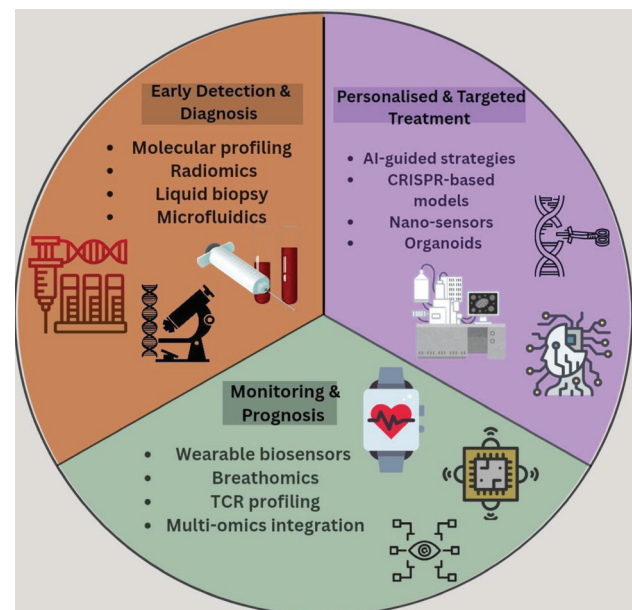 Early Detection &
Diagnosis
• Molecular profiling
• Radiomics
• Liquid biopsy
• Microfluidics
Personalised & Targeted
Treatment
• AI-guided strategies
• CRISPR-based
models
• Nano-sensors
• Organoids
Monitoring &
Prognosis
• Wearable biosensors
• Breathomics
• TCR profiling
• Multi-omics integration